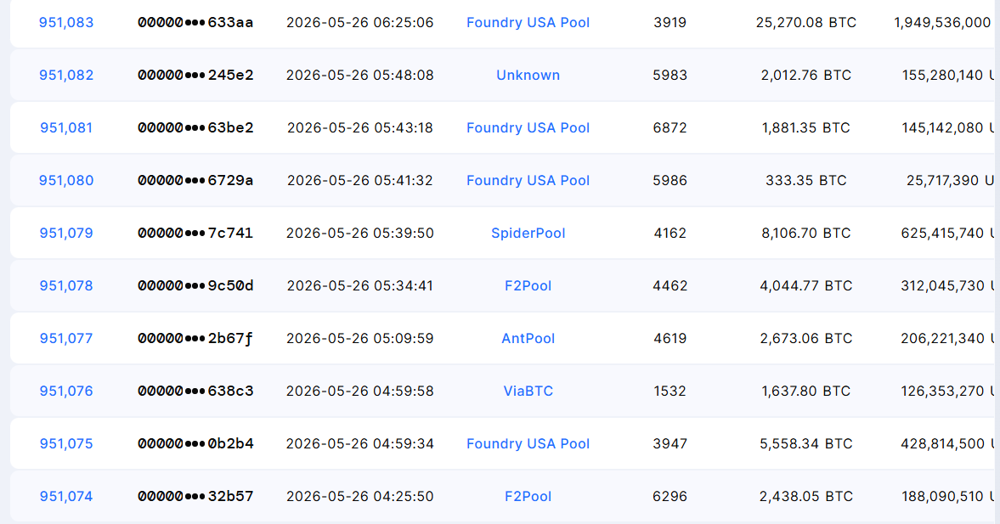 951,083 00000•••633aa 2026-05-26 06:25:06 Foundry USA Pool 3919 25,270.08 BTC 1,949,536,000
951,082 00000•••245e2 2026-05-26 05:48:08 Unknown 5983 2,012.76 BTC 155,280,140 U
951,081 00000•••63be2 2026-05-26 05:43:18 Foundry USA Pool 6872 1,881.35 BTC 145,142,080 U
951,080 00000•••6729a 2026-05-26 05:41:32 Foundry USA Pool 5986 333.35 BTC 25,717,390 U
951,079 00000•••7c741 2026-05-26 05:39:50 SpiderPool 4162 8,106.70 BTC 625,415,740 U
951,078 00000•••9c50d 2026-05-26 05:34:41 F2Pool 4462 4,044.77 BTC 312,045,730 U
951,077 00000•••2b67f 2026-05-26 05:09:59 AntPool 4619 2,673.06 BTC 206,221,340 U
951,076 00000•••638c3 2026-05-26 04:59:58 ViaBTC 1532 1,637.80 BTC 126,353,270 U
951,075 00000•••0b2b4 2026-05-26 04:59:34 Foundry USA Pool 3947 5,558.34 BTC 428,814,500 U
951,074 00000•••32b57 2026-05-26 04:25:50 F2Pool 6296 2,438.05 BTC 188,090,510 U